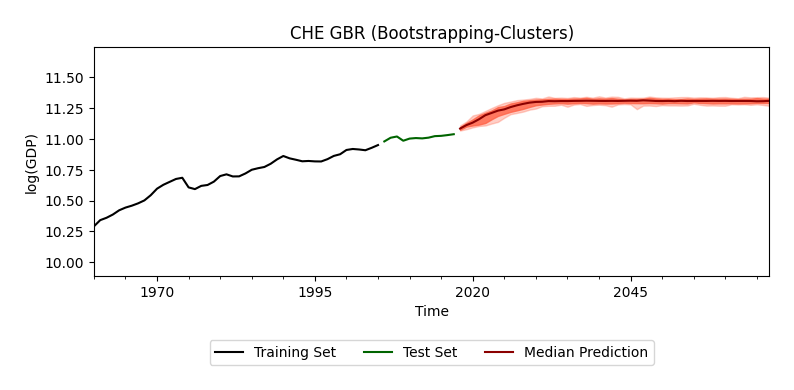 CHE GBR (Bootstrapping-Clusters)
log(GDP)
11.50
11.25
11.00
10.75
10.50
10.25
10.00
1970 1995 2020 2045
Time
Training Set Test Set Median Prediction